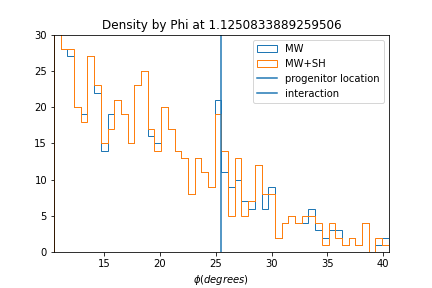 Density by Phi at 1.1250833889259506
MW
MW+SH
progenitor location
interaction
30
25
20
15
10
5
0
15 20 25 30 35 40
ϕ(degrees)